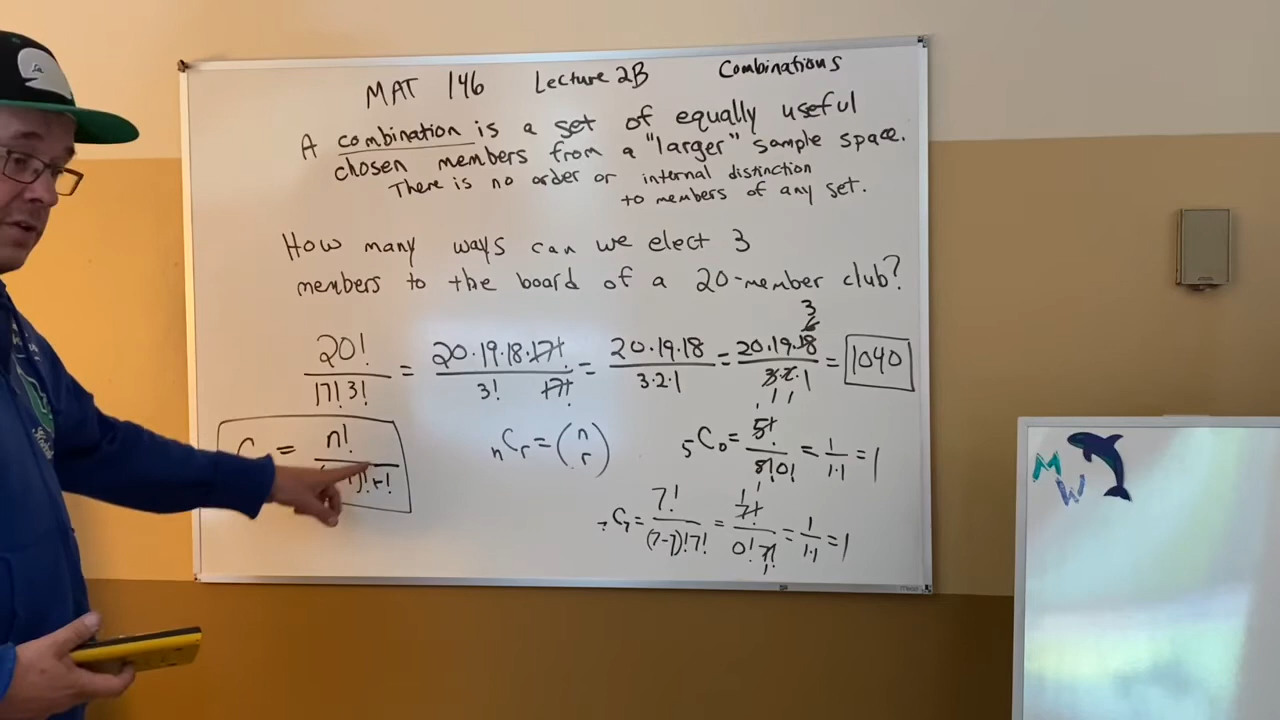 MAT 146 Lecture 2B Combinations
A combination is a set of equally useful
chosen members from a "larger" sample space.
There is no order or internal distinction
to members of any set.
How many ways can we elect 3
members to the board of a 20-member club?
20! / 17! 3! = 20·19·18·17! / 3! 17! = 20·19·18 / 3·2·1 = 20·19·18 / 3·2·1 = 1040
6 3
1 1
C = n! / )! r!
nCr = (n r)
5C0 = 5! / 5!0! = 1 / 1·1 = 1
7C7 = 7! / (7-7)!7! = 7! / 0!7! = 1 / 1·1 = 1
MW